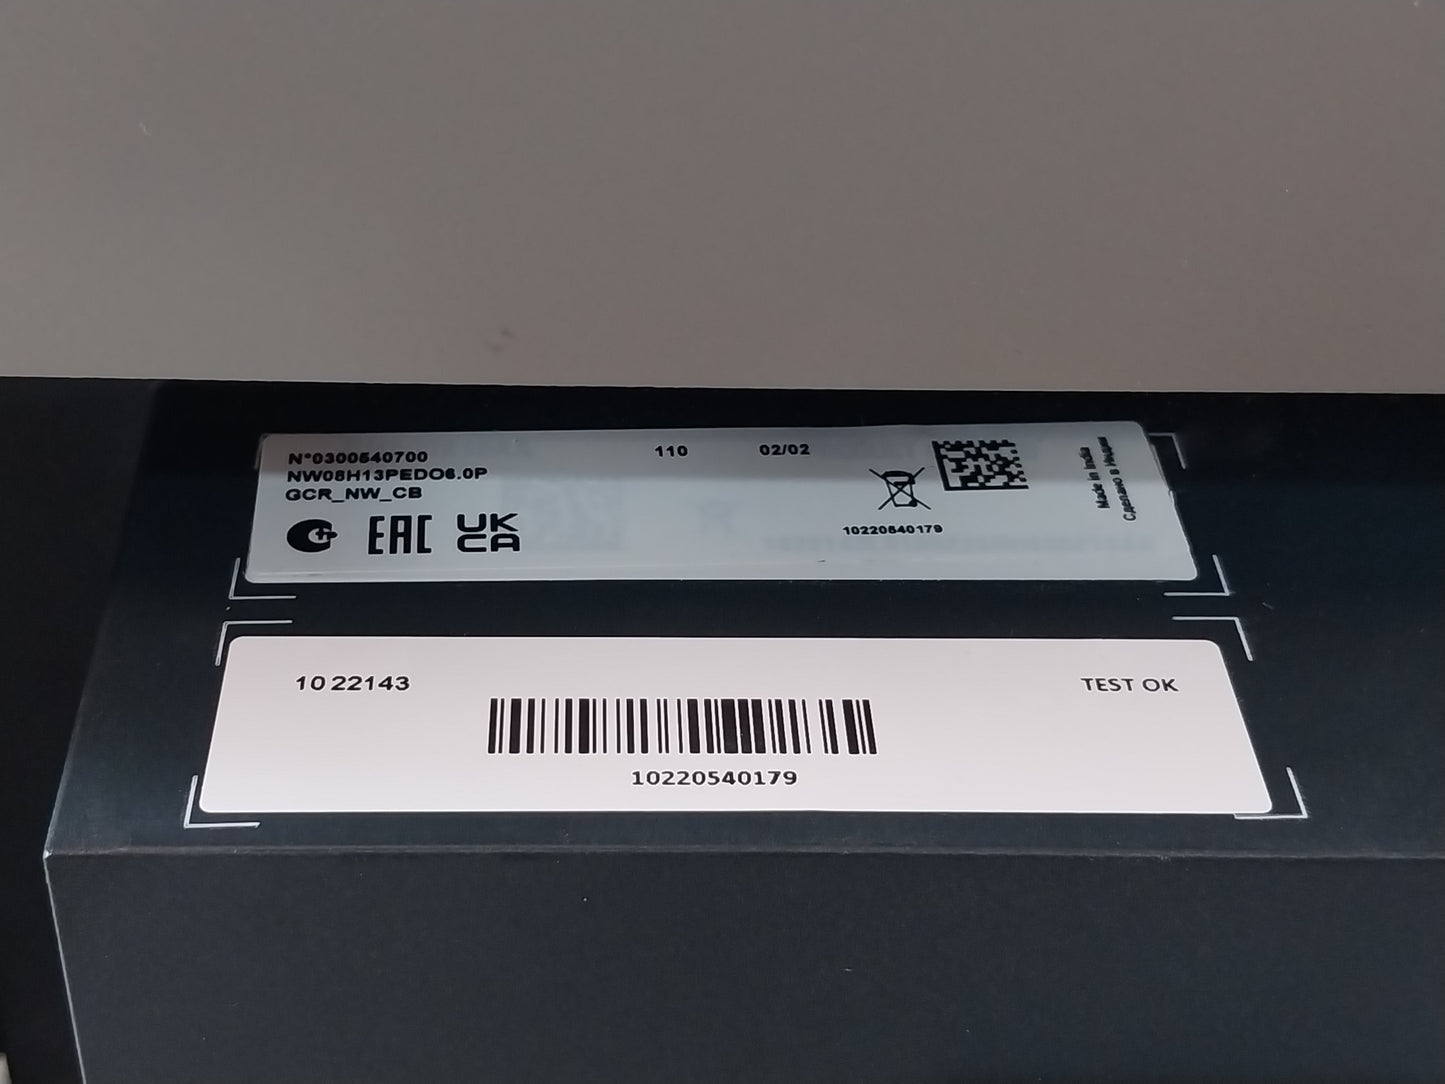 N°0300540700
NW08H13PEDO6.0P
GCR_NW_CB
EAC
UK
CA
110
02/02
10220540179
Made in India
Сделано в Индии
10 22143
TEST OK
10220540179